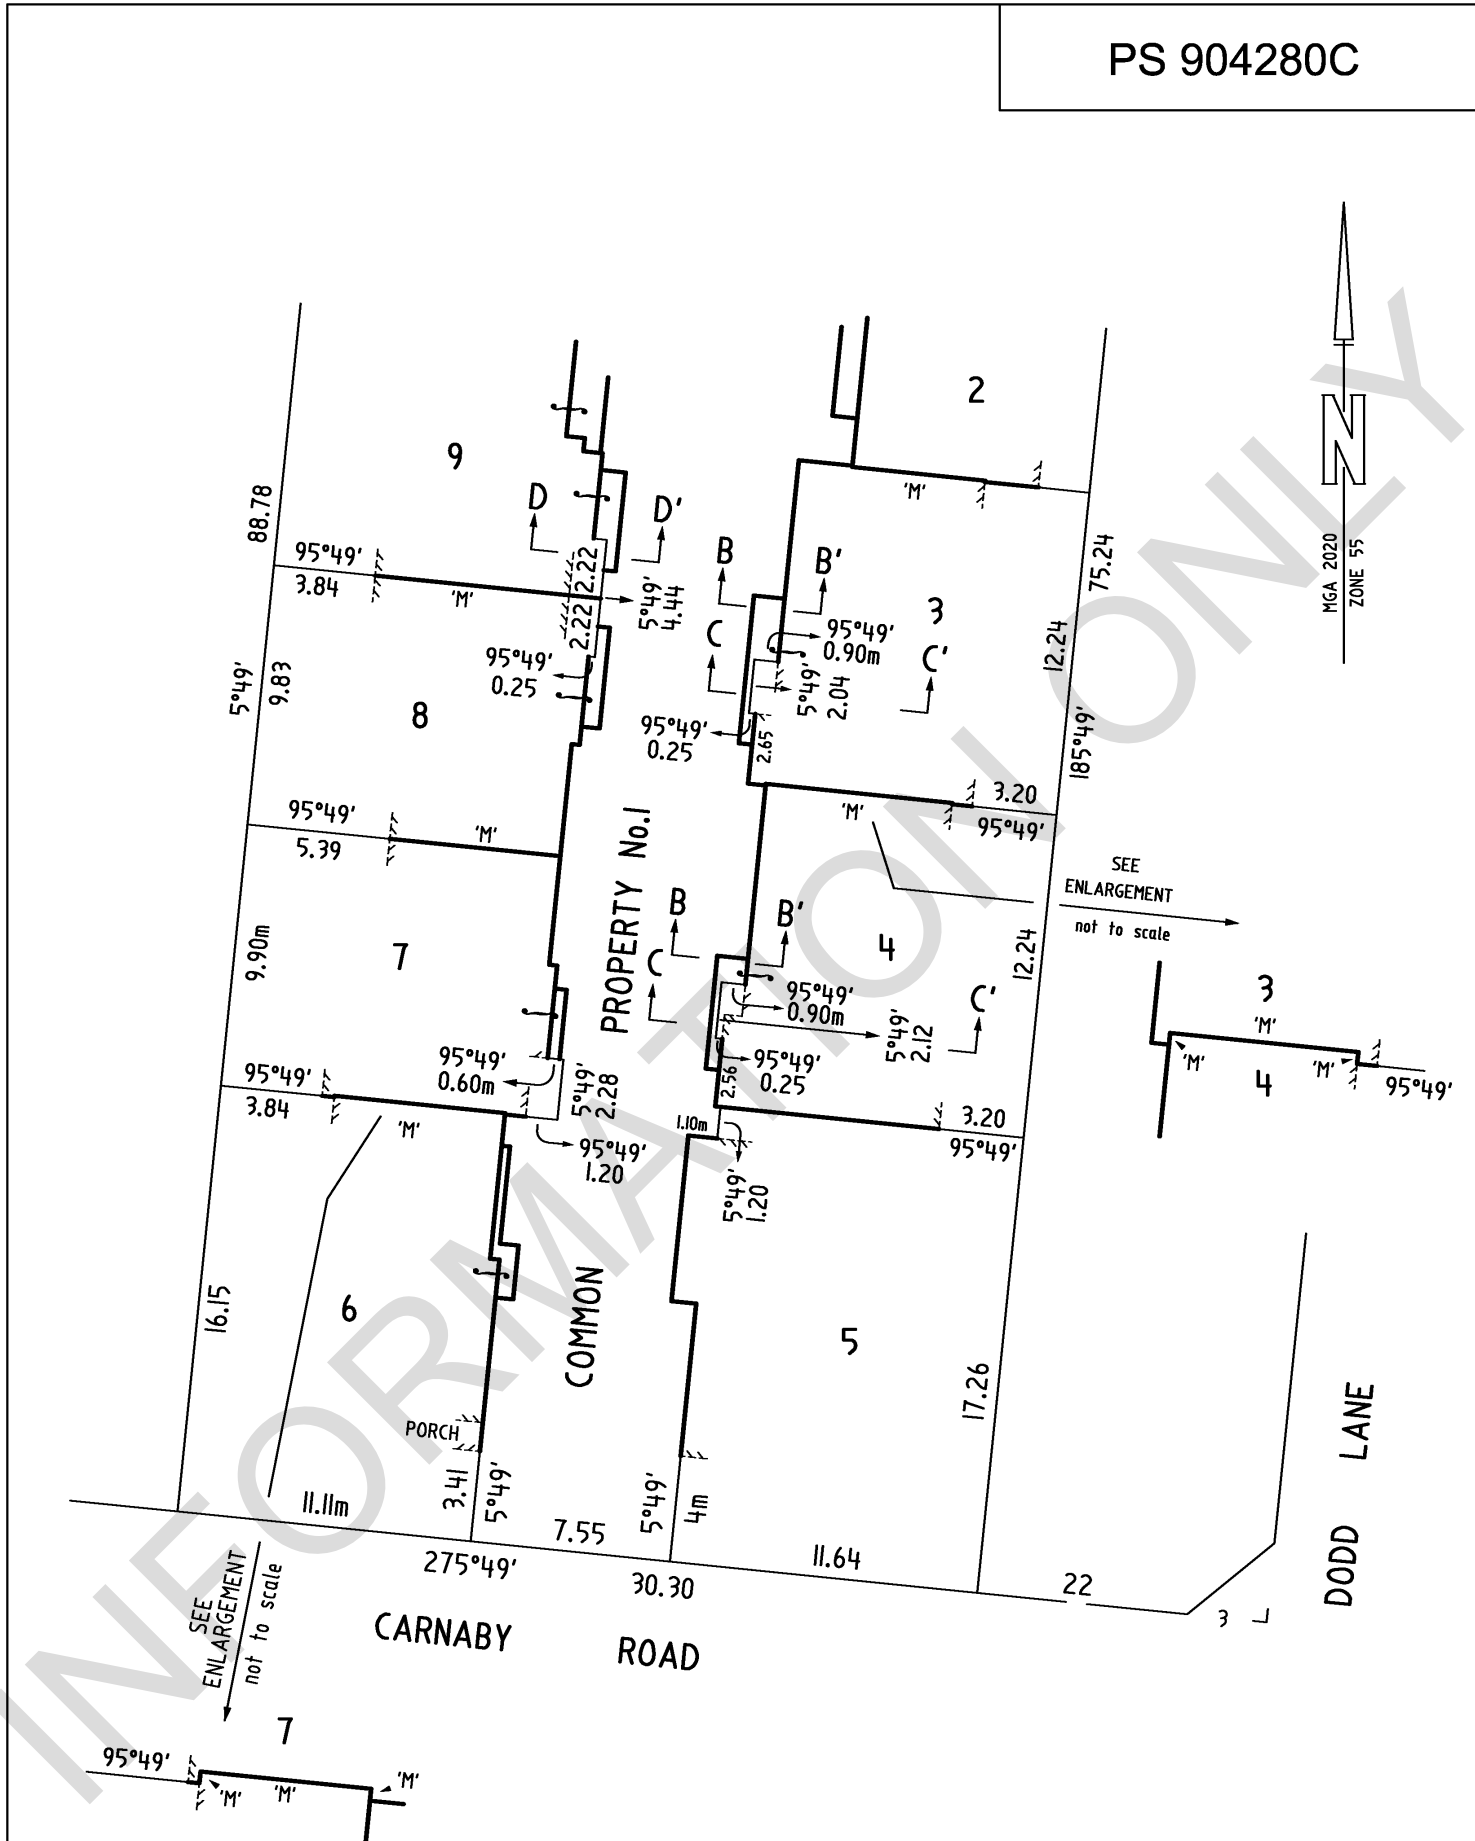 PS 904280C
MGA 2020
ZONE 55
2
9
88.78
95°49'
3.84
'M'
D
D'
2.22
2.22
5°49'
4.44
'M'
B
B'
C
C'
3
95°49'
0.90m
5°49'
2.04
75.24
12.24
185°49'
5°49'
9.83
8
95°49'
0.25
95°49'
0.25
2.65
3.20
95°49'
'M'
95°49'
5.39
'M'
PROPERTY No.1
SEE
ENLARGEMENT
not to scale
B
B'
C
C'
4
12.24
7
9.90m
95°49'
0.90m
5°49'
2.12
95°49'
0.25
2.56
3
'M'
'M'
'M'
4
95°49'
95°49'
3.84
'M'
95°49'
0.60m
5°49'
2.28
95°49'
1.20
1.10m
5°49'
1.20
3.20
95°49'
16.15
6
COMMON
5
17.26
PORCH
3.41
5°49'
5°49'
4m
11.11m
7.55
11.64
22
275°49'
30.30
3
CARNABY ROAD
DODD LANE
SEE
ENLARGEMENT
not to scale
7
95°49'
'M'
'M'
'M'
INFORMATION ONLY